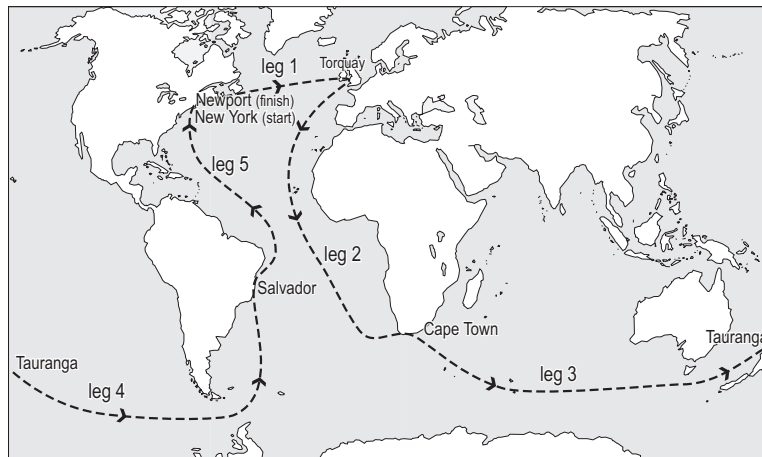 leg 1
Torquay
Newport (finish)
New York (start)
leg 5
leg 2
Salvador
Cape Town
Tauranga
Tauranga
leg 4
leg 3